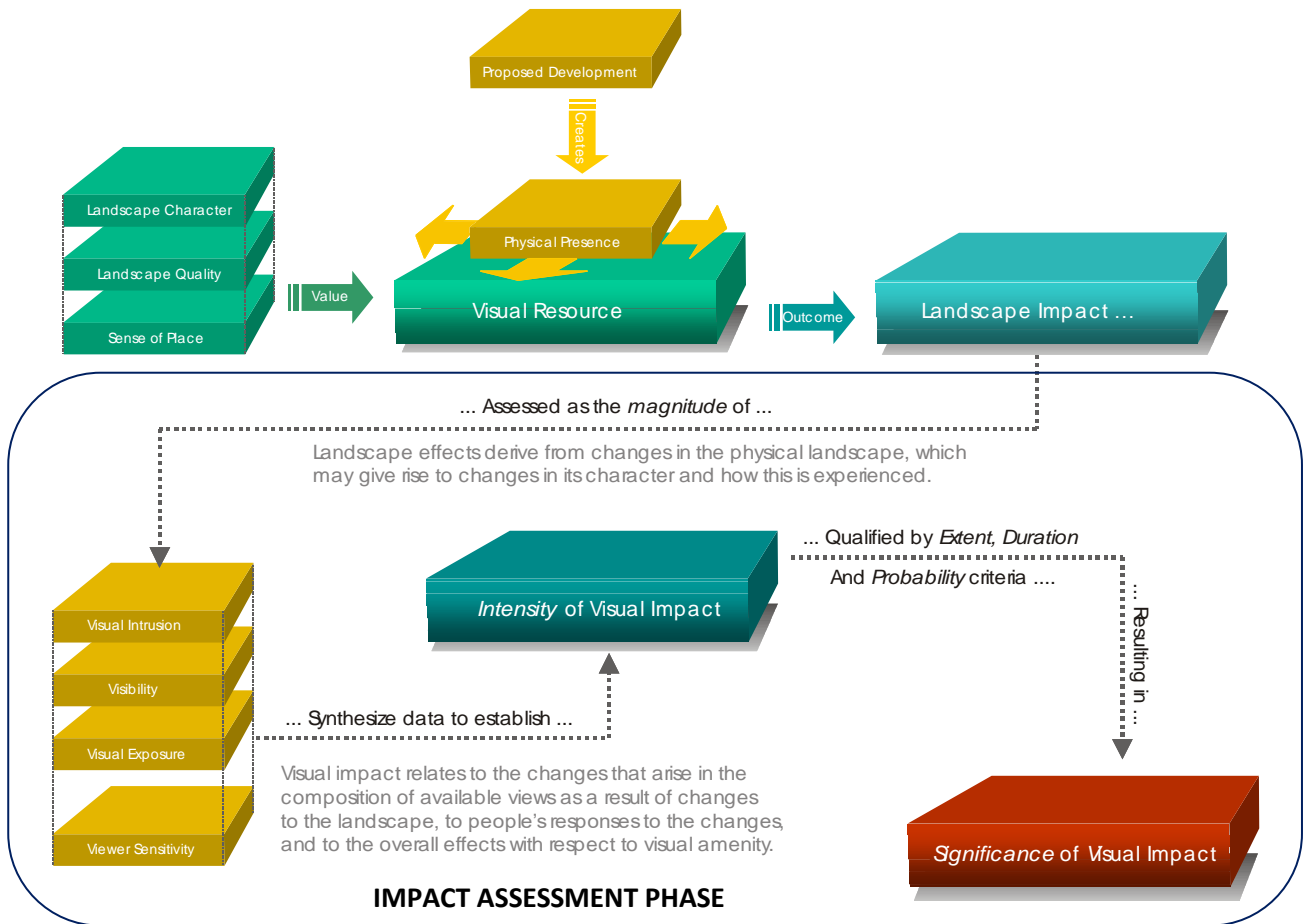 Proposed Development
Creates
Landscape Character
Landscape Quality
Sense of Place
Value
Physical Presence
Visual Resource
Outcome
Landscape Impact ...
... Assessed as the magnitude of ...
Landscape effects derive from changes in the physical landscape, which
may give rise to changes in its character and how this is experienced.
Visual Intrusion
Visibility
Visual Exposure
Viewer Sensitivity
... Synthesize data to establish ...
Intensity of Visual Impact
... Qualified by Extent, Duration
And Probability criteria ....
... Resulting in ...
Visual impact relates to the changes that arise in the
composition of available views as a result of changes
to the landscape, to people's responses to the changes,
and to the overall effects with respect to visual amenity.
Significance of Visual Impact
IMPACT ASSESSMENT PHASE